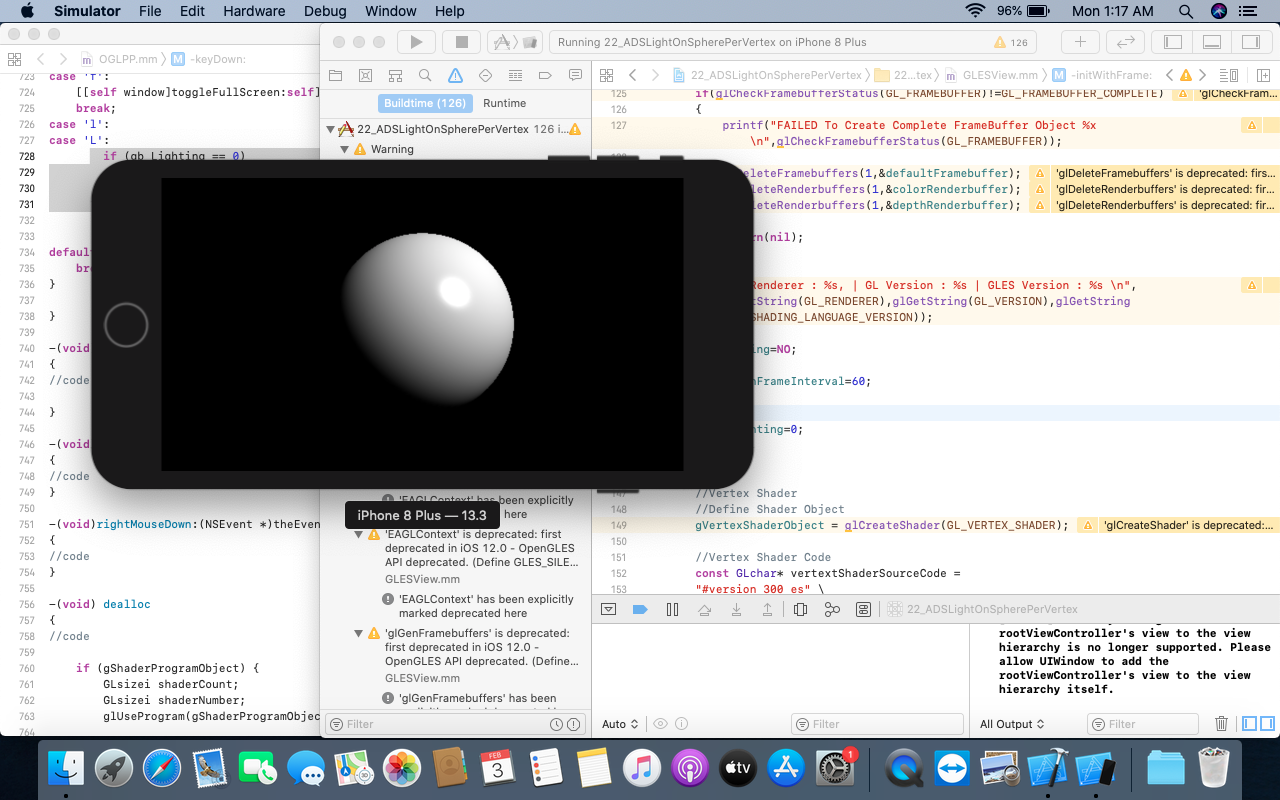 Simulator File Edit Hardware Debug Window Help 96% Mon 1:17 AM
OGLPP.mm -keyDown:
723 case 'f':
724 [[self window]toggleFullScreen:self]
725 break;
726 case 'l':
727 case 'L':
728 if (gb_Lighting == 0)
729
730
731
732
733
734 default
735 bre
736 }
737
738 }
739
740 -(void)
741 {
742 //code
743
744 }
745
746 -(void)
747 {
748 //code
749 }
750
751 -(void)rightMouseDown:(NSEvent *)theEven
752 {
753 //code
754 }
755
756 -(void) dealloc
757 {
758 //code
759
760 if (gShaderProgramObject) {
761 GLsizei shaderCount;
762 GLsizei shaderNumber;
763 glUseProgram(gShaderProgramObjec
764
Running 22_ADSLightOnSpherePerVertex on iPhone 8 Plus 126
Buildtime (126) Runtime
22_ADSLightOnSpherePerVertex 126 i...
Warning
'EAGLContext' has been explicitly
here
'EAGLContext' is deprecated: first
deprecated in iOS 12.0 - OpenGLES
API deprecated. (Define GLES_SILE...
GLESView.mm
'EAGLContext' has been explicitly
marked deprecated here
'glGenFramebuffers' is deprecated:
first deprecated in iOS 12.0 -
OpenGLES API deprecated. (Define...
GLESView.mm
'glGenFramebuffers' has been
Filter
iPhone 8 Plus — 13.3
22_ADSLightOnSpherePerVertex 22...tex GLESView.mm -initWithFrame:
125 if(glCheckFramebufferStatus(GL_FRAMEBUFFER)!=GL_FRAMEBUFFER_COMPLETE) 'glCheckFram...
126 {
127 printf("FAILED To Create Complete FrameBuffer Object %x
\n",glCheckFramebufferStatus(GL_FRAMEBUFFER));
eleteFramebuffers(1,&defaultFramebuffer); 'glDeleteFramebuffers' is deprecated: firs...
eleteRenderbuffers(1,&colorRenderbuffer); 'glDeleteRenderbuffers' is deprecated: fir...
eleteRenderbuffers(1,&depthRenderbuffer); 'glDeleteRenderbuffers' is deprecated: fir...
rn(nil);
Renderer : %s, | GL Version : %s | GLES Version : %s \n",
tString(GL_RENDERER),glGetString(GL_VERSION),glGetString
SHADING_LANGUAGE_VERSION));
ing=NO;
nFrameInterval=60;
ating=0;
147 //Vertex Shader
148 //Define Shader Object
149 gVertexShaderObject = glCreateShader(GL_VERTEX_SHADER); 'glCreateShader' is deprecated:...
150
151 //Vertex Shader Code
152 const GLchar* vertextShaderSourceCode =
153 "#version 300 es" \
22_ADSLightOnSpherePerVertex
rootViewController's view to the view
hierarchy is no longer supported. Please
allow UIWindow to add the
rootViewController's view to the view
hierarchy itself.
Auto Filter All Output Filter
FEB
3
3D
tv
1